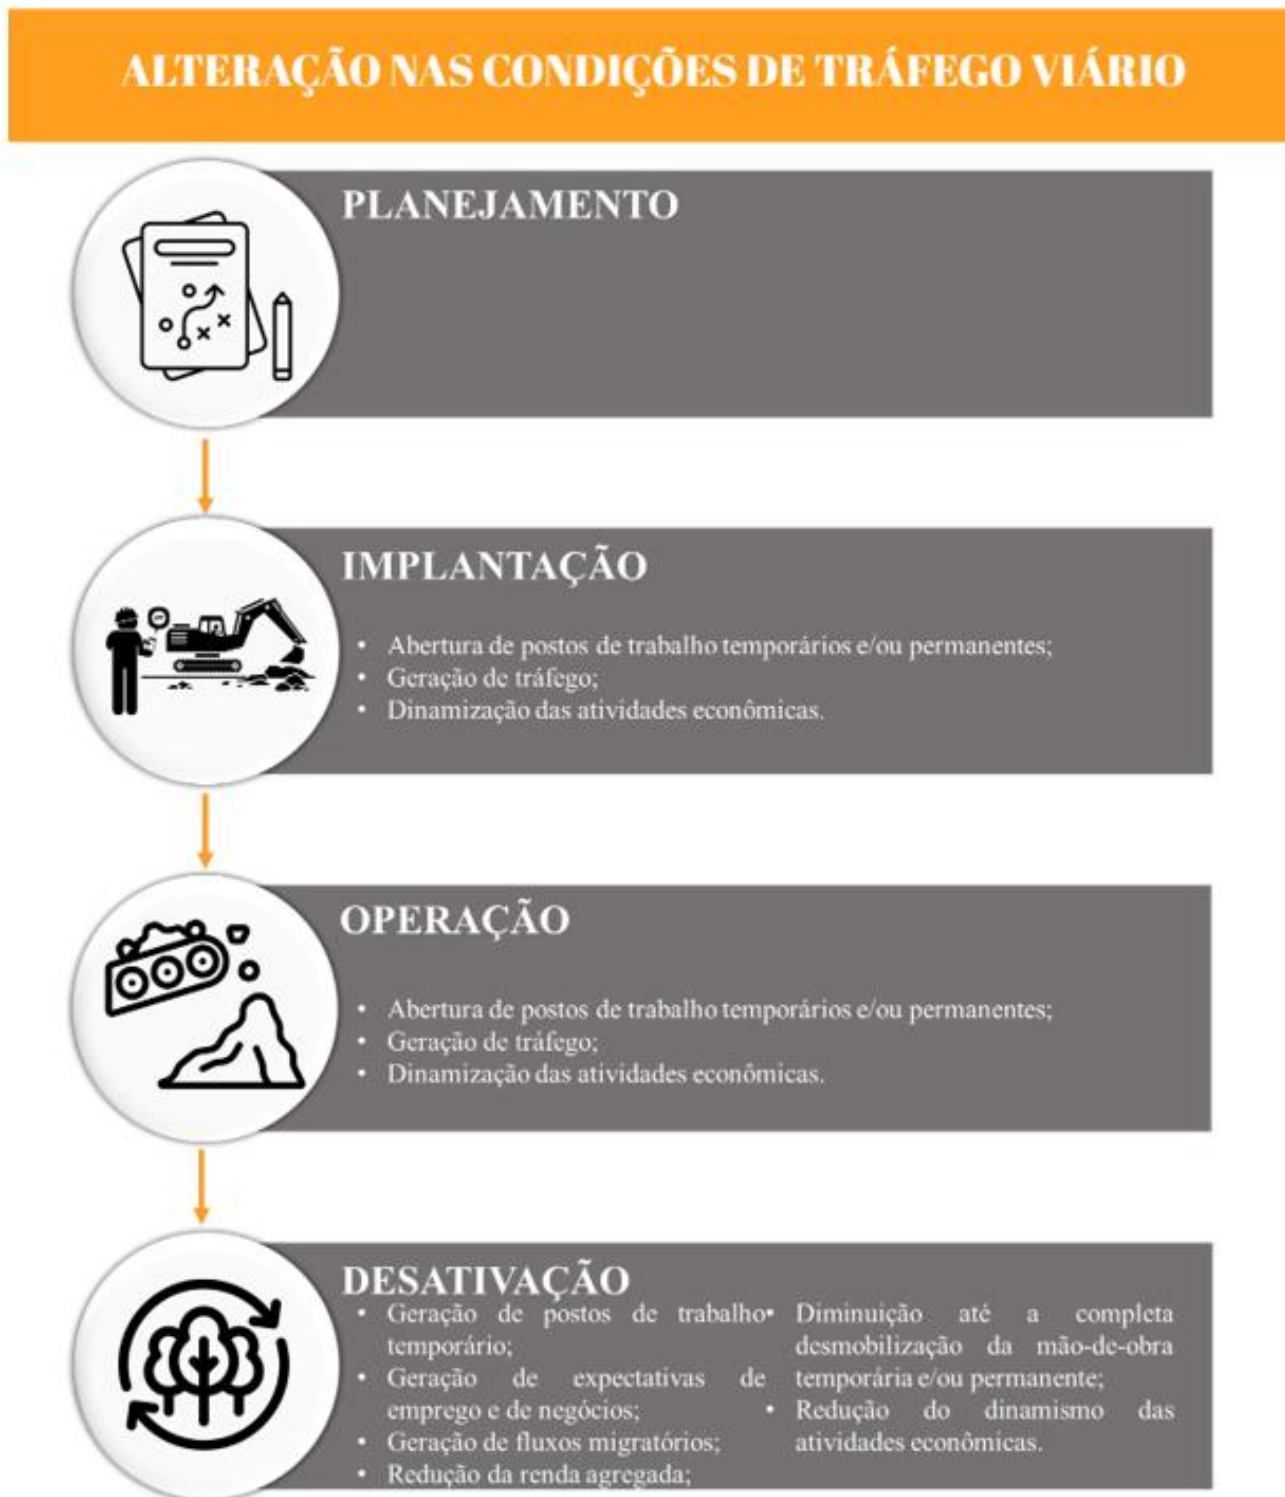 ALTERAÇÃO NAS CONDIÇÕES DE TRÁFEGO VIÁRIO
PLANEJAMENTO
IMPLANTAÇÃO
• Abertura de postos de trabalho temporários e/ou permanentes;
• Geração de tráfego;
• Dinamização das atividades econômicas.
OPERAÇÃO
• Abertura de postos de trabalho temporários e/ou permanentes;
• Geração de tráfego;
• Dinamização das atividades econômicas.
DESATIVAÇÃO
• Geração de postos de trabalho
temporário;
• Geração de expectativas de
emprego e de negócios;
• Geração de fluxos migratórios;
• Redução da renda agregada;
• Diminuição até a completa
desmobilização da mão-de-obra
temporária e/ou permanente;
• Redução do dinamismo das
atividades econômicas.